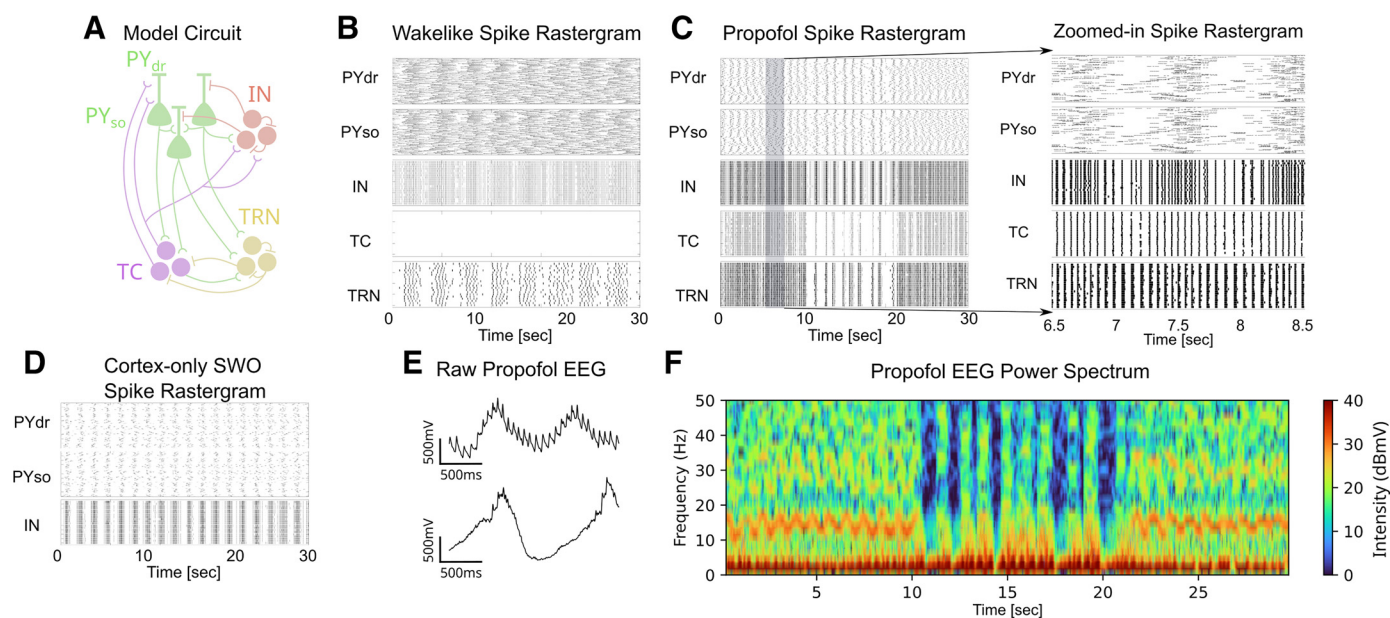 A Model Circuit
PYdr
PYso
IN
TRN
TC
B Wakelike Spike Rastergram
PYdr
PYso
IN
TC
TRN
0 10 20 30
Time [sec]
C Propofol Spike Rastergram
PYdr
PYso
IN
TC
TRN
0 10 20 30
Time [sec]
Zoomed-in Spike Rastergram
PYdr
PYso
IN
TC
TRN
6.5 7 7.5 8 8.5
Time [sec]
D Cortex-only SWO
Spike Rastergram
PYdr
PYso
IN
0 10 20 30
Time [sec]
E Raw Propofol EEG
500mV
500ms
500mV
500ms
F Propofol EEG Power Spectrum
Frequency (Hz)
50
40
30
20
10
0
5 10 15 20 25
Time [sec]
40
30
20
10
0
Intensity (dBmV)